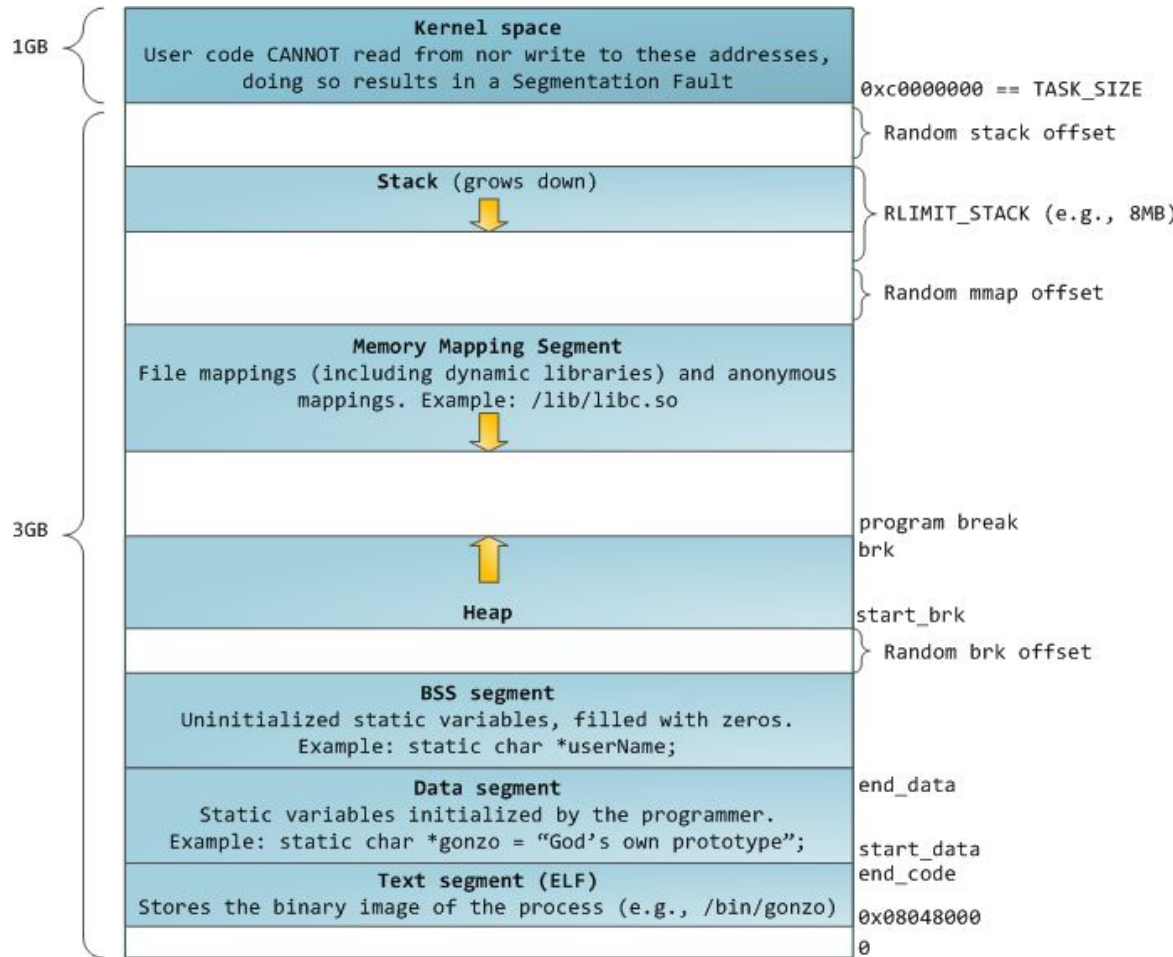 1GB
Kernel space
User code CANNOT read from nor write to these addresses,
doing so results in a Segmentation Fault
0xc0000000 == TASK_SIZE
Random stack offset
Stack (grows down)
RLIMIT_STACK (e.g., 8MB)
Random mmap offset
Memory Mapping Segment
File mappings (including dynamic libraries) and anonymous
mappings. Example: /lib/libc.so
3GB
program break
brk
Heap
start_brk
Random brk offset
BSS segment
Uninitialized static variables, filled with zeros.
Example: static char *userName;
Data segment
Static variables initialized by the programmer.
Example: static char *gonzo = “God’s own prototype”;
end_data
start_data
Text segment (ELF)
Stores the binary image of the process (e.g., /bin/gonzo)
end_code
0x08048000
0